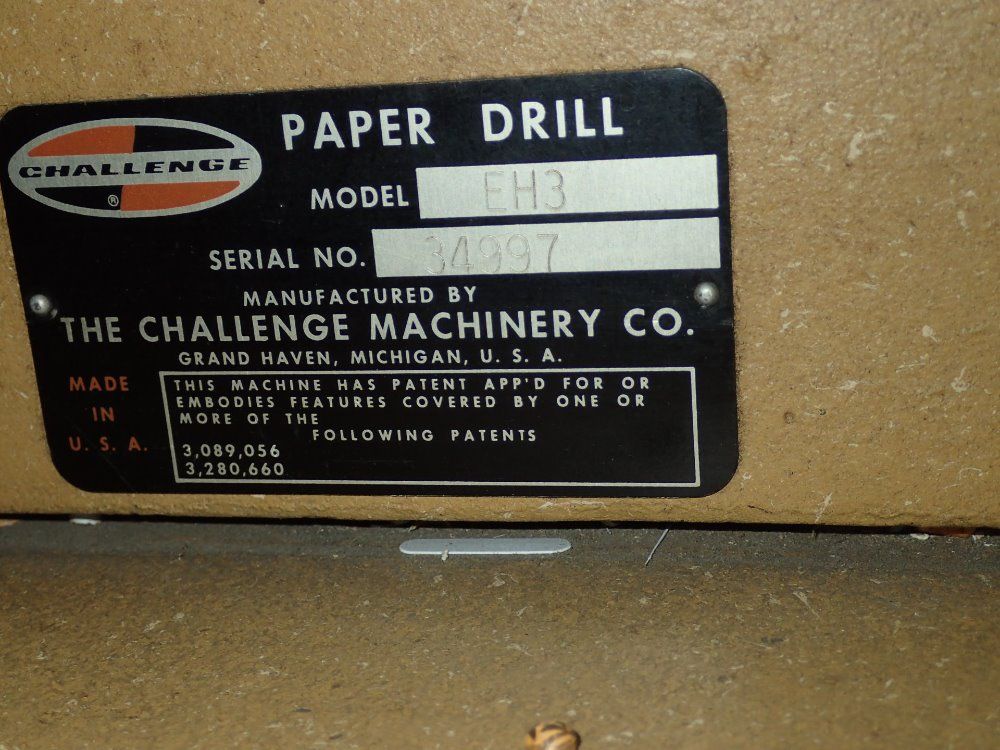 CHALLENGE
®
PAPER DRILL
MODEL EH3
SERIAL NO. 34997
MANUFACTURED BY
THE CHALLENGE MACHINERY CO.
GRAND HAVEN, MICHIGAN, U. S. A.
MADE
IN
U. S. A.
THIS MACHINE HAS PATENT APP'D FOR OR
EMBODIES FEATURES COVERED BY ONE OR
MORE OF THE
FOLLOWING PATENTS
3,089,056
3,280,660